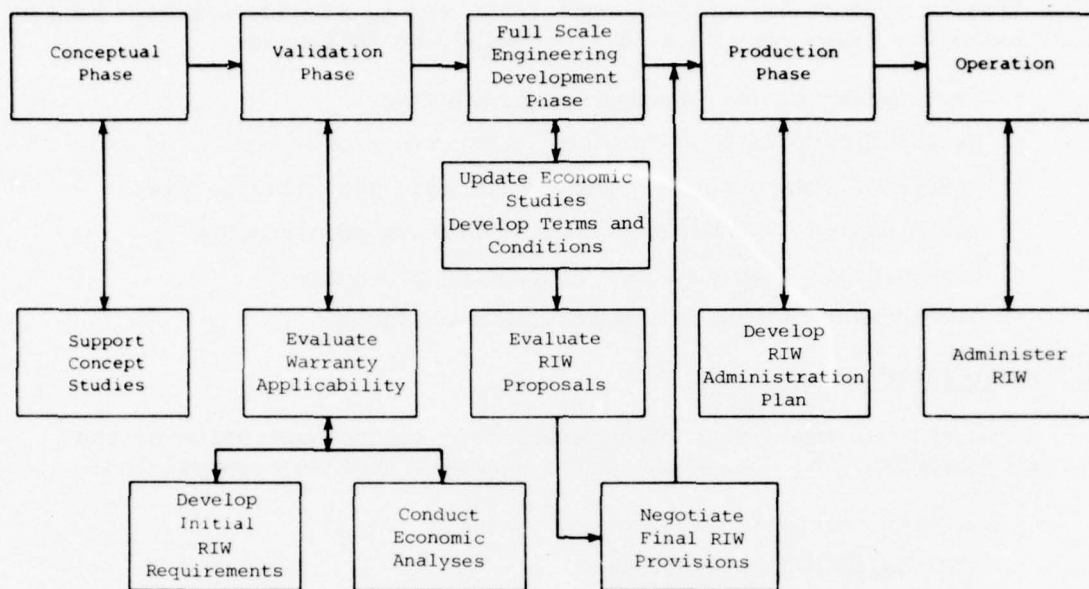 Conceptual
Phase
Validation
Phase
Full Scale
Engineering
Development
Phase
Production
Phase
Operation
Update Economic
Studies
Develop Terms and
Conditions
Support
Concept
Studies
Evaluate
Warranty
Applicability
Evaluate
RIW
Proposals
Develop
RIW
Administration
Plan
Administer
RIW
Develop
Initial
RIW
Requirements
Conduct
Economic
Analyses
Negotiate
Final RIW
Provisions